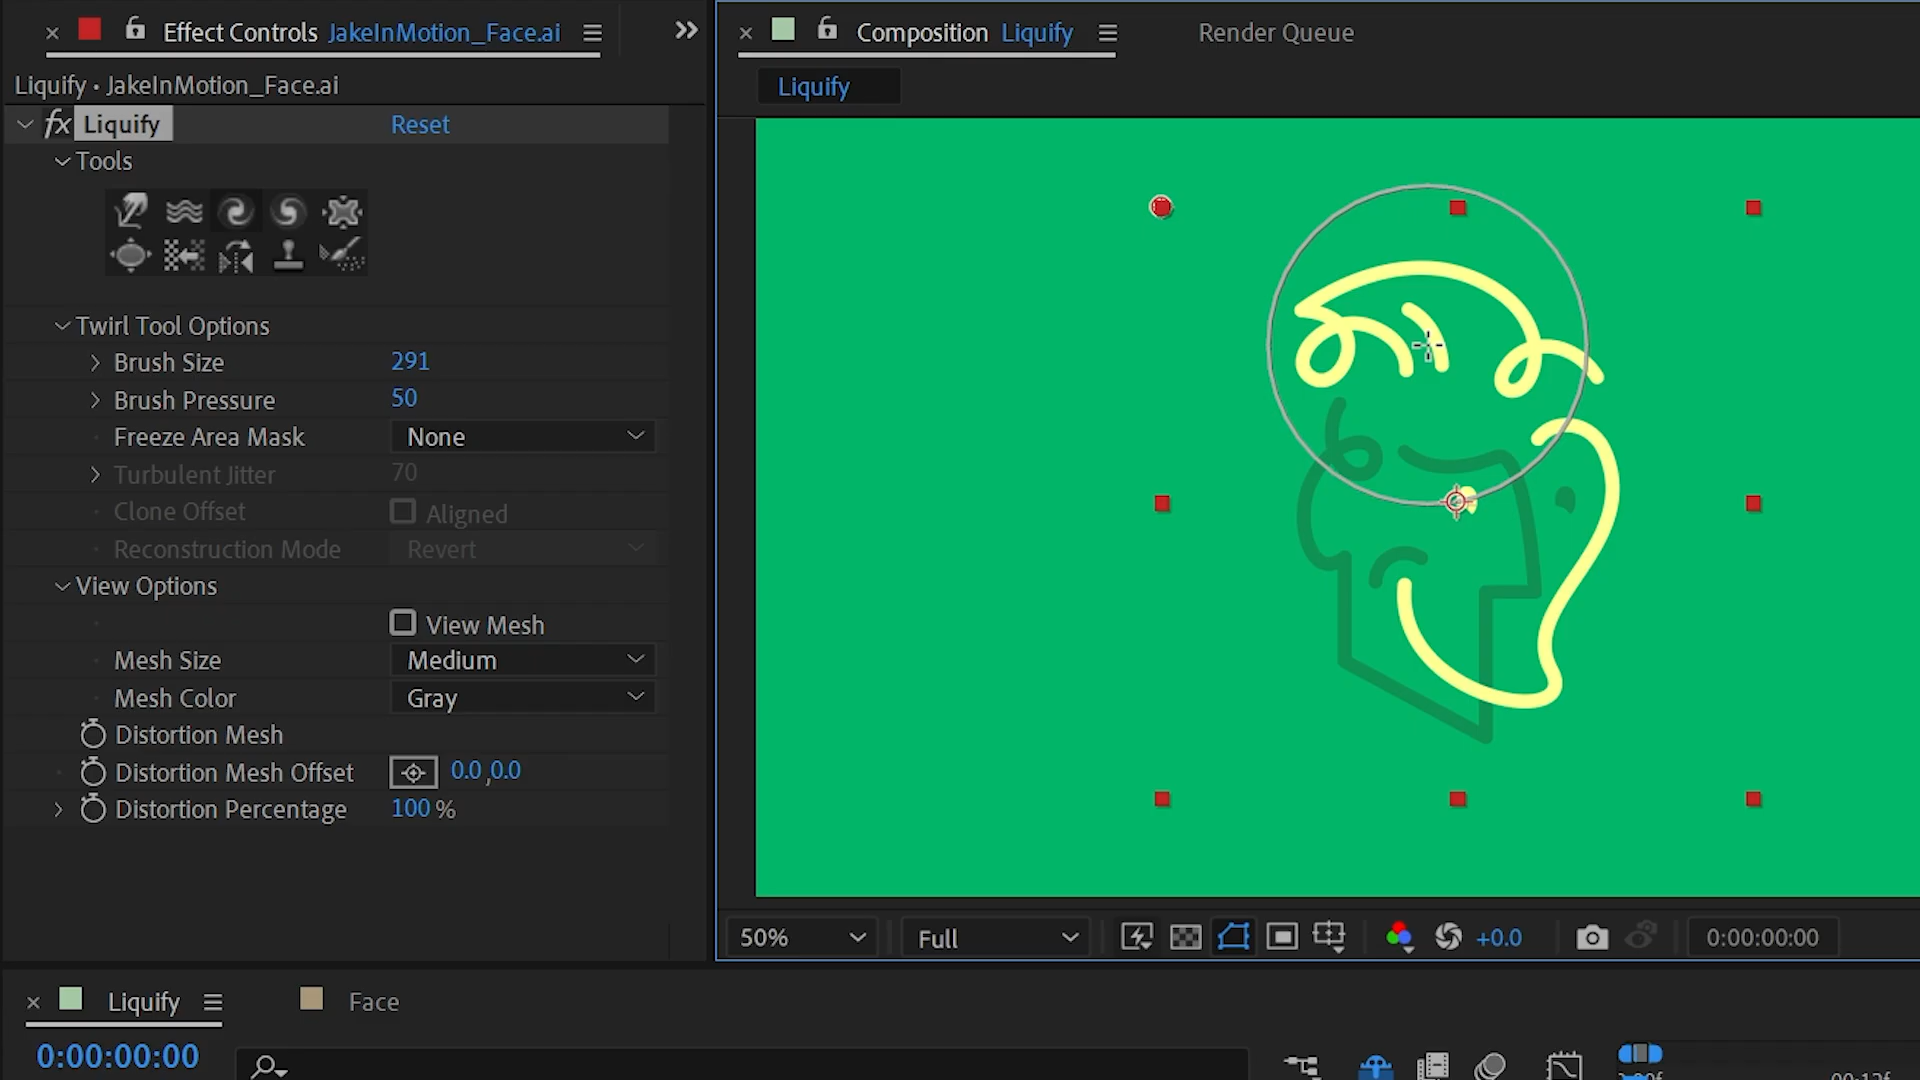 Effect Controls JakeInMotion_Face.ai
Composition Liquify
Render Queue
Liquify • JakeInMotion_Face.ai
Liquify
fx Liquify Reset
Tools
Twirl Tool Options
Brush Size 291
Brush Pressure 50
Freeze Area Mask None
Turbulent Jitter 70
Clone Offset Aligned
Reconstruction Mode Revert
View Options
View Mesh
Mesh Size Medium
Mesh Color Gray
Distortion Mesh
Distortion Mesh Offset 0.0,0.0
Distortion Percentage 100 %
50% Full +0.0 0:00:00:00
Liquify Face
0:00:00:00